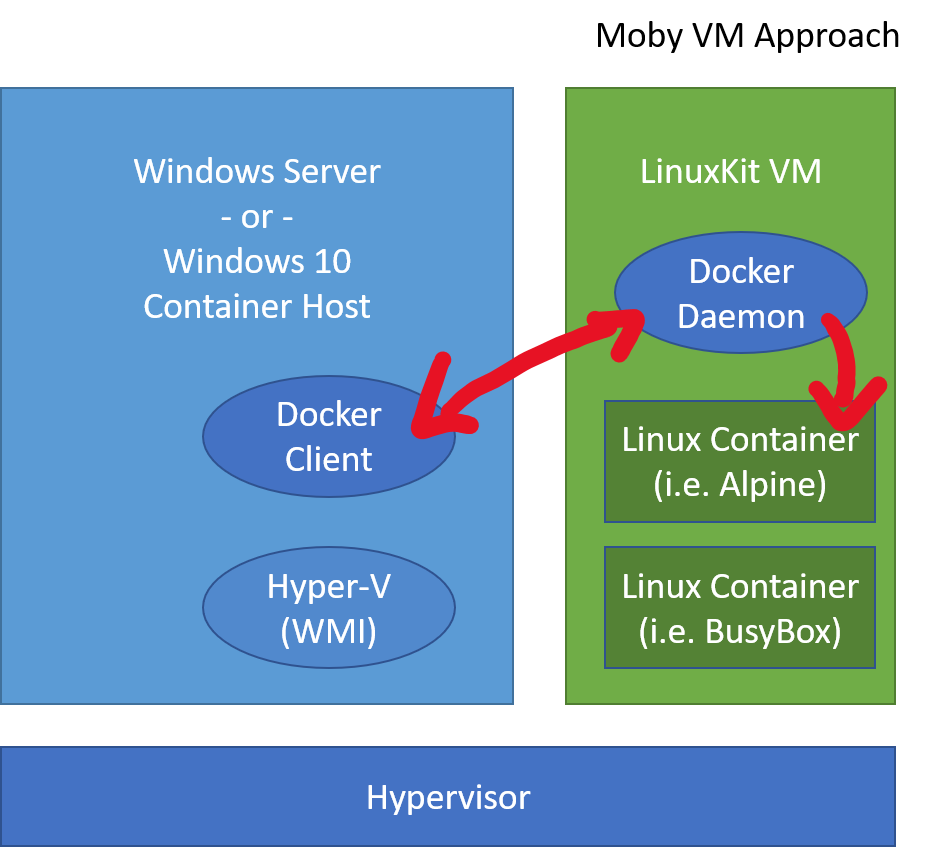 Moby VM Approach
Windows Server
- or -
Windows 10
Container Host
Docker
Client
Hyper-V
(WMI)
LinuxKit VM
Docker
Daemon
Linux Container
(i.e. Alpine)
Linux Container
(i.e. BusyBox)
Hypervisor